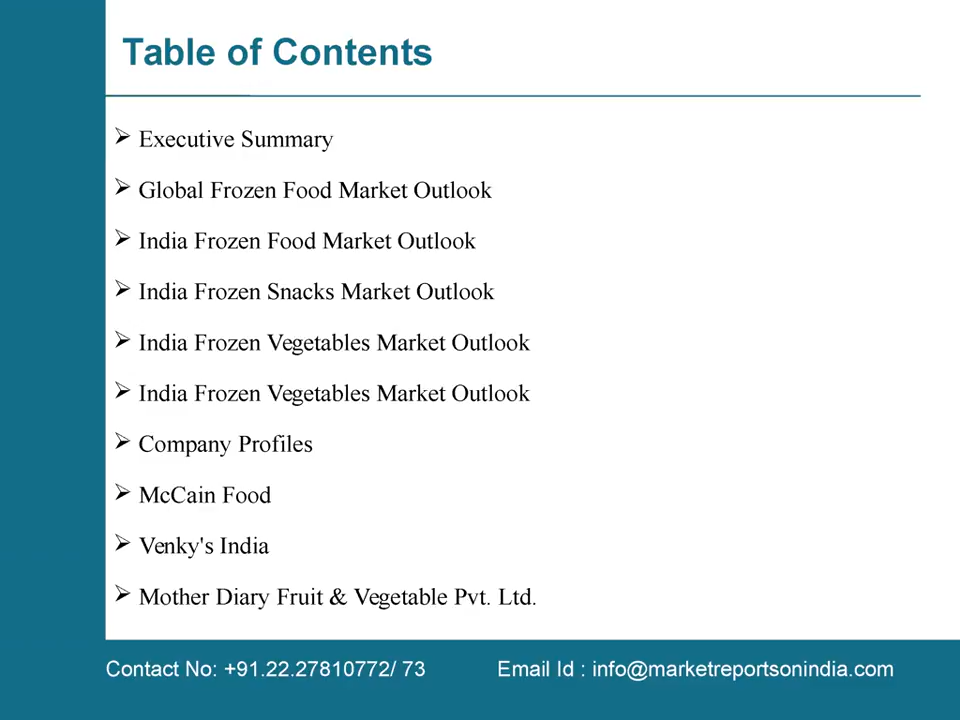 Table of Contents
Executive Summary
Global Frozen Food Market Outlook
India Frozen Food Market Outlook
India Frozen Snacks Market Outlook
India Frozen Vegetables Market Outlook
India Frozen Vegetables Market Outlook
Company Profiles
McCain Food
Venky's India
Mother Diary Fruit & Vegetable Pvt. Ltd.
Contact No: +91.22.27810772/ 73 Email Id : info@marketreportsonindia.com